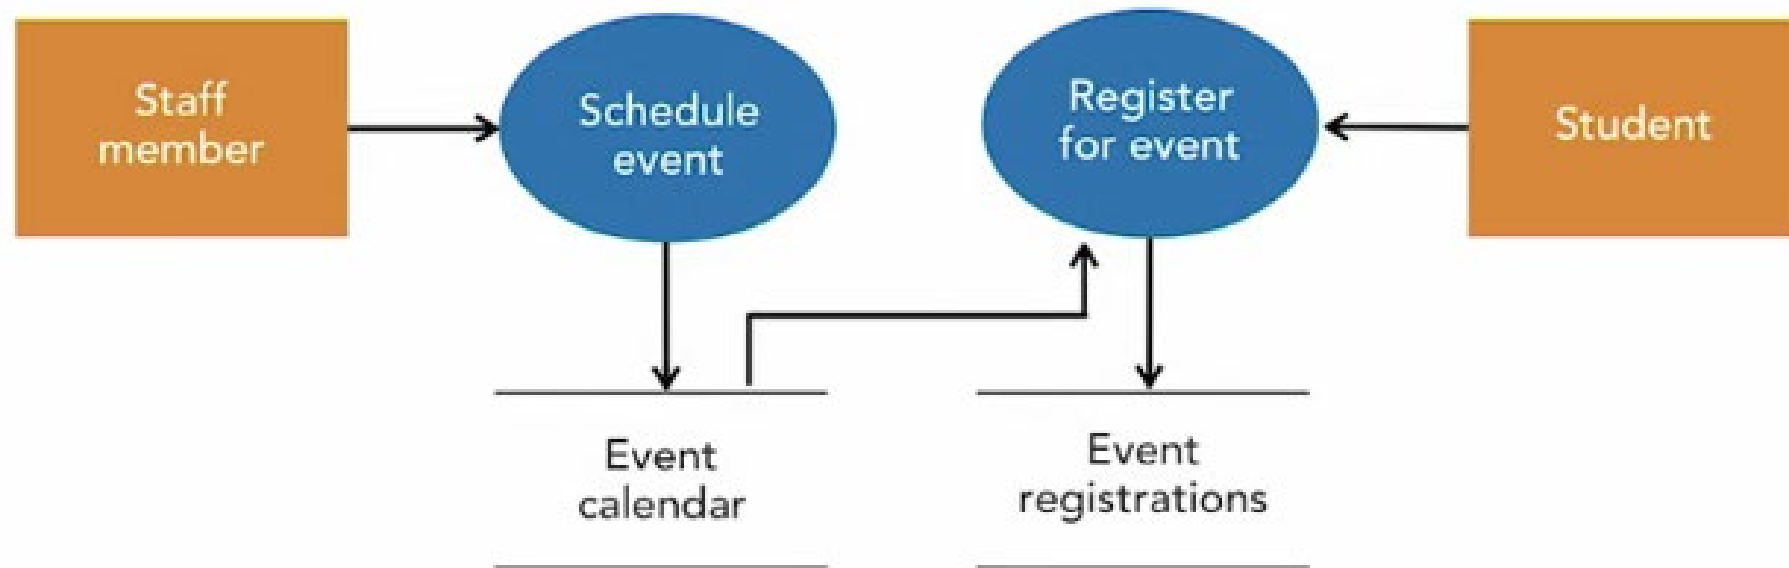 Staff
member
Schedule
event
Register
for event
Student
Event
calendar
Event
registrations